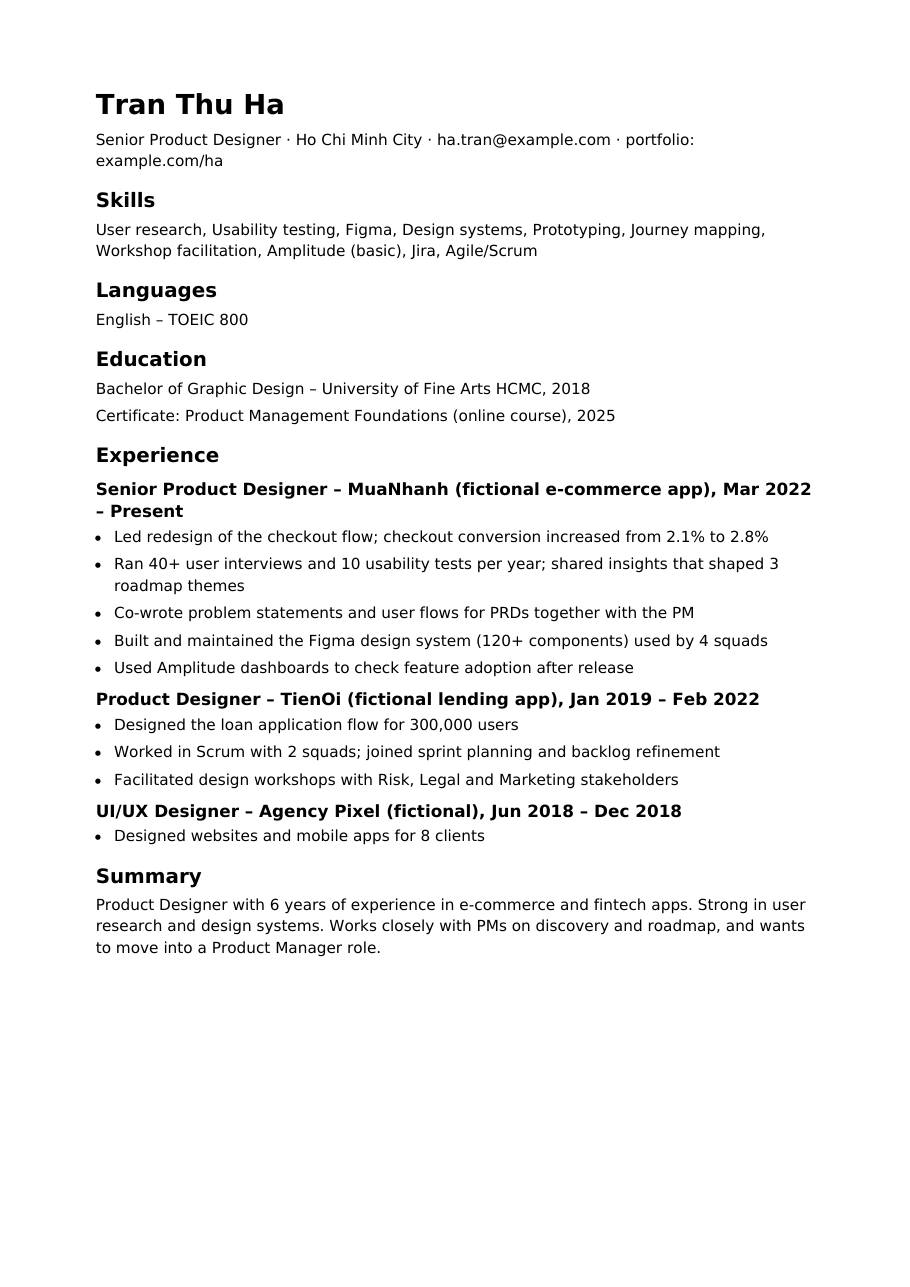 Tran Thu Ha
Senior Product Designer · Ho Chi Minh City · ha.tran@example.com · portfolio:
example.com/ha
Skills
User research, Usability testing, Figma, Design systems, Prototyping, Journey mapping,
Workshop facilitation, Amplitude (basic), Jira, Agile/Scrum
Languages
English – TOEIC 800
Education
Bachelor of Graphic Design – University of Fine Arts HCMC, 2018
Certificate: Product Management Foundations (online course), 2025
Experience
Senior Product Designer – MuaNhanh (fictional e-commerce app), Mar 2022
– Present
• Led redesign of the checkout flow; checkout conversion increased from 2.1% to 2.8%
• Ran 40+ user interviews and 10 usability tests per year; shared insights that shaped 3
roadmap themes
• Co-wrote problem statements and user flows for PRDs together with the PM
• Built and maintained the Figma design system (120+ components) used by 4 squads
• Used Amplitude dashboards to check feature adoption after release
Product Designer – TienOi (fictional lending app), Jan 2019 – Feb 2022
• Designed the loan application flow for 300,000 users
• Worked in Scrum with 2 squads; joined sprint planning and backlog refinement
• Facilitated design workshops with Risk, Legal and Marketing stakeholders
UI/UX Designer – Agency Pixel (fictional), Jun 2018 – Dec 2018
• Designed websites and mobile apps for 8 clients
Summary
Product Designer with 6 years of experience in e-commerce and fintech apps. Strong in user
research and design systems. Works closely with PMs on discovery and roadmap, and wants
to move into a Product Manager role.